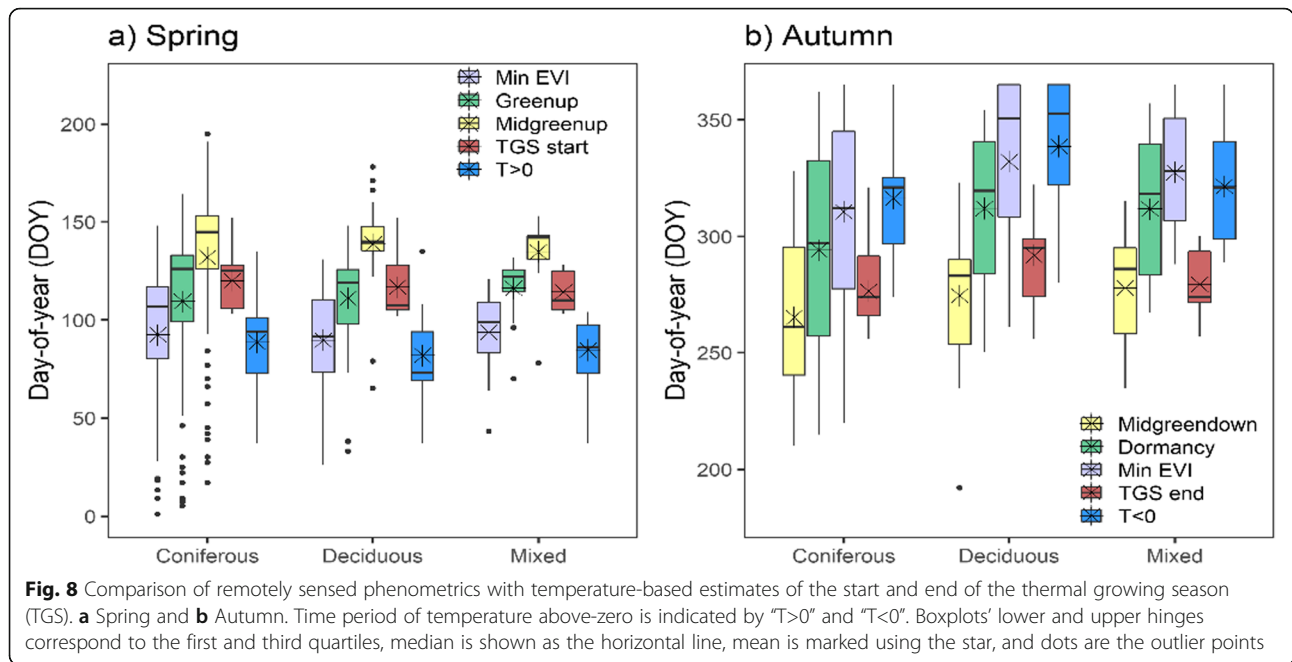 a) Spring
Min EVI
Greenup
Midgreenup
TGS start
T>0
Day-of-year (DOY)
200
150
100
50
0
Coniferous Deciduous Mixed
b) Autumn
Day-of-year (DOY)
350
300
250
200
Midgreendown
Dormancy
Min EVI
TGS end
T<0
Coniferous Deciduous Mixed
Fig. 8 Comparison of remotely sensed phenometrics with temperature-based estimates of the start and end of the thermal growing season
(TGS). a Spring and b Autumn. Time period of temperature above-zero is indicated by “T>0” and “T<0”. Boxplots’ lower and upper hinges
correspond to the first and third quartiles, median is shown as the horizontal line, mean is marked using the star, and dots are the outlier points